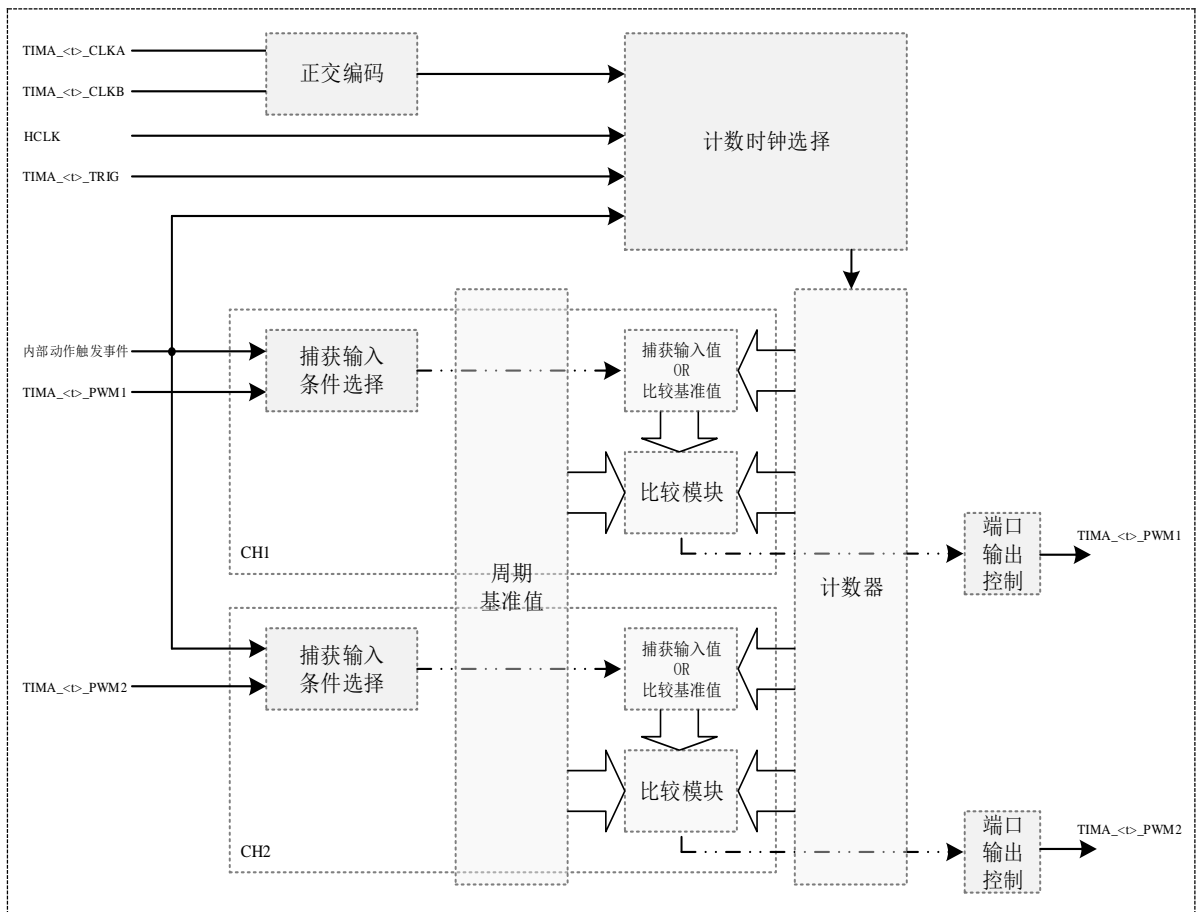 TIMA_<t>_CLKA
TIMA_<t>_CLKB
正交编码
HCLK
TIMA_<t>_TRIG
计数时钟选择
内部动作触发事件
TIMA_<t>_PWM1
捕获输入
条件选择
捕获输入值
OR
比较基准值
比较模块
CH1
周期
基准值
计数器
端口
输出
控制
TIMA_<t>_PWM1
TIMA_<t>_PWM2
捕获输入
条件选择
捕获输入值
OR
比较基准值
比较模块
CH2
端口
输出
控制
TIMA_<t>_PWM2